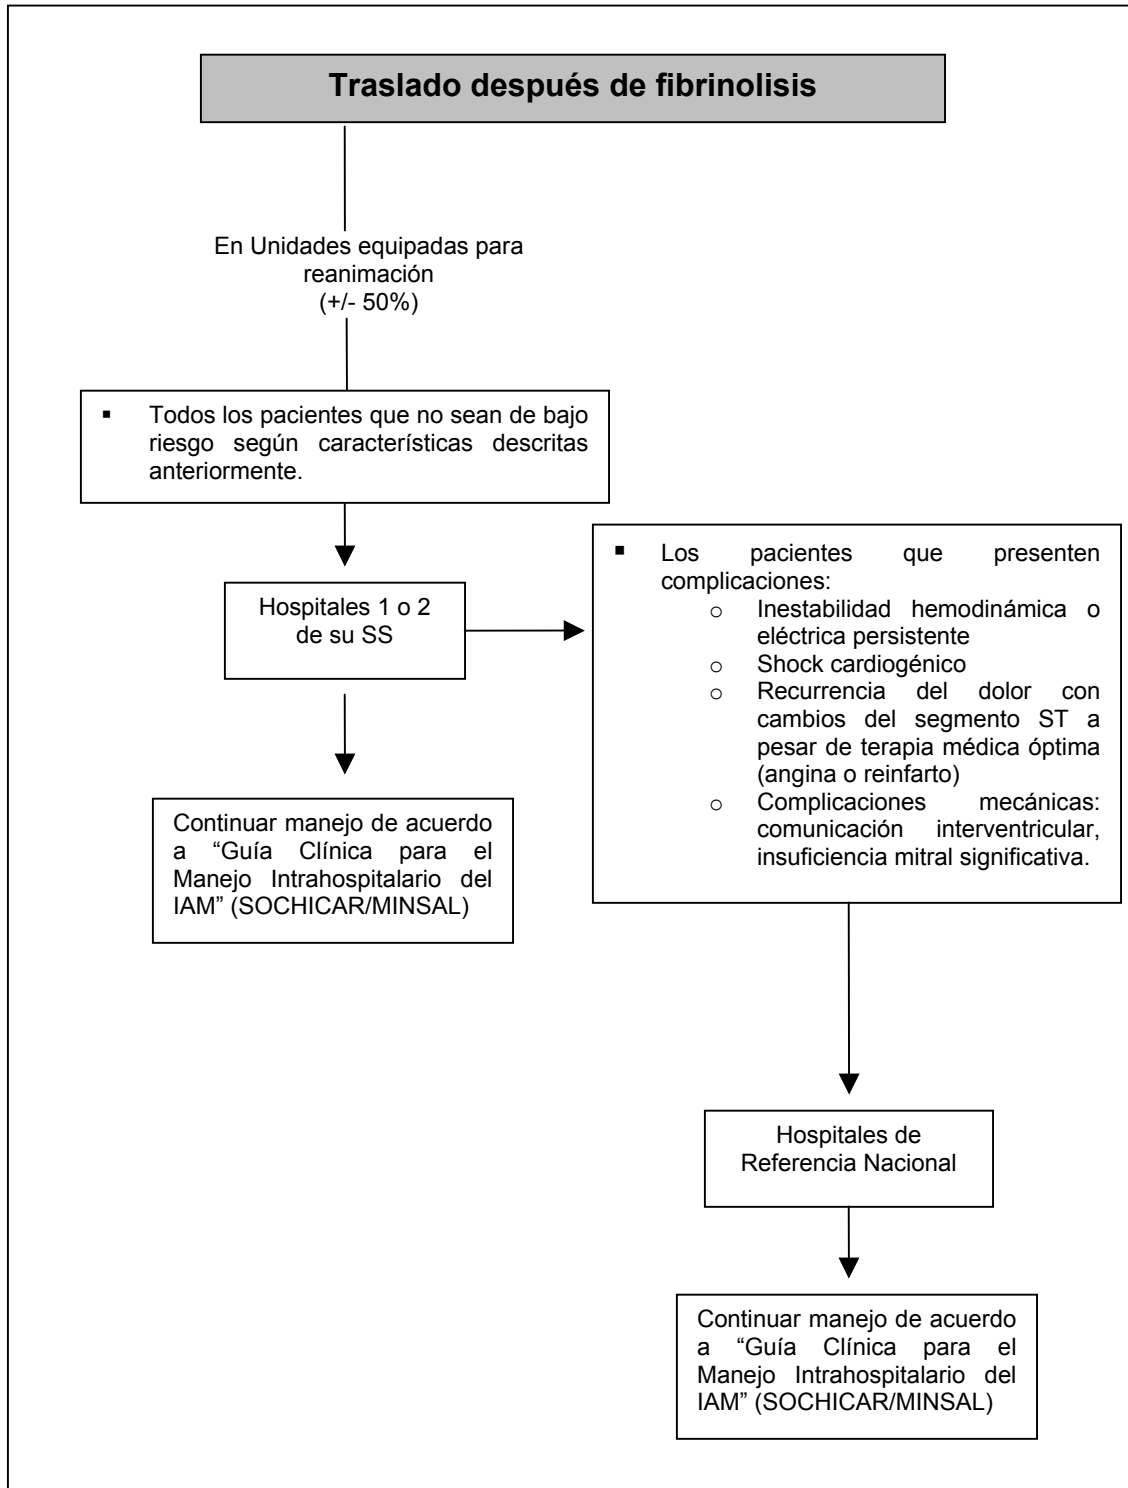 Traslado después de fibrinolisis
En Unidades equipadas para
reanimación
(+/- 50%)
▪ Todos los pacientes que no sean de bajo
riesgo según características descritas
anteriormente.
Hospitales 1 o 2
de su SS
Continuar manejo de acuerdo
a “Guía Clínica para el
Manejo Intrahospitalario del
IAM” (SOCHICAR/MINSAL)
▪ Los pacientes que presenten
complicaciones:
o Inestabilidad hemodinámica o
eléctrica persistente
o Shock cardiogénico
o Recurrencia del dolor con
cambios del segmento ST a
pesar de terapia médica óptima
(angina o reinfarto)
o Complicaciones mecánicas:
comunicación interventricular,
insuficiencia mitral significativa.
Hospitales de
Referencia Nacional
Continuar manejo de acuerdo
a “Guía Clínica para el
Manejo Intrahospitalario del
IAM” (SOCHICAR/MINSAL)